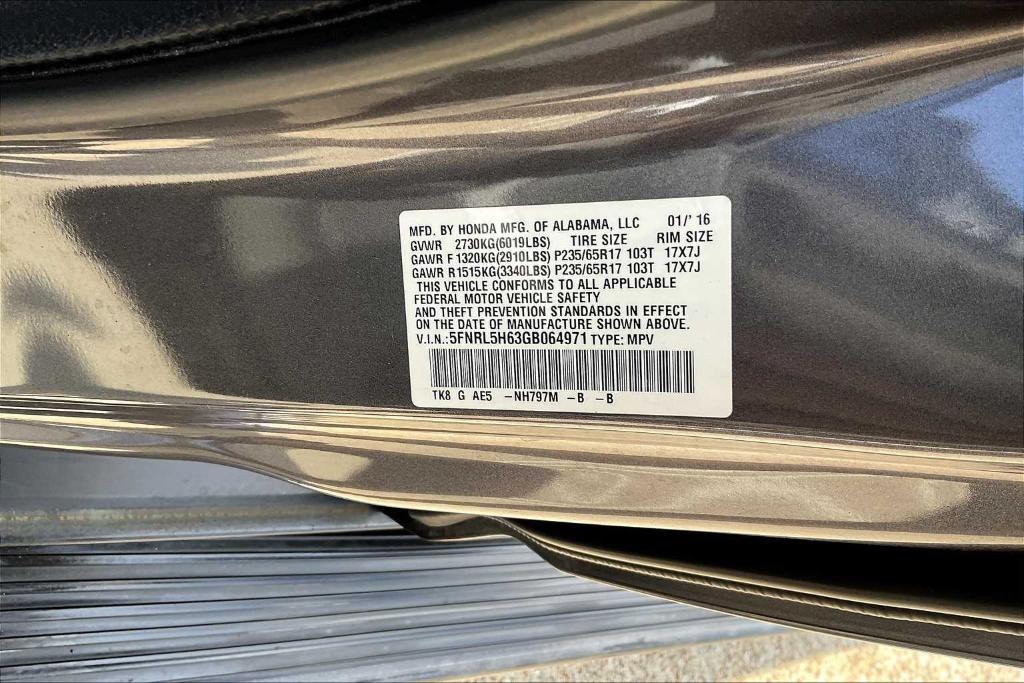 MFD. BY HONDA MFG. OF ALABAMA, LLC 01/'16
GVWR 2730KG(6019LBS) TIRE SIZE RIM SIZE
GAWR F 1320KG(2910LBS) P235/65R17 103T 17X7J
GAWR R1515KG(3340LBS) P235/65R17 103T 17X7J
THIS VEHICLE CONFORMS TO ALL APPLICABLE
FEDERAL MOTOR VEHICLE SAFETY
AND THEFT PREVENTION STANDARDS IN EFFECT
ON THE DATE OF MANUFACTURE SHOWN ABOVE.
V.I.N.:5FNRL5H63GB064971 TYPE: MPV
TK8 G AE5 -NH797M -B -B